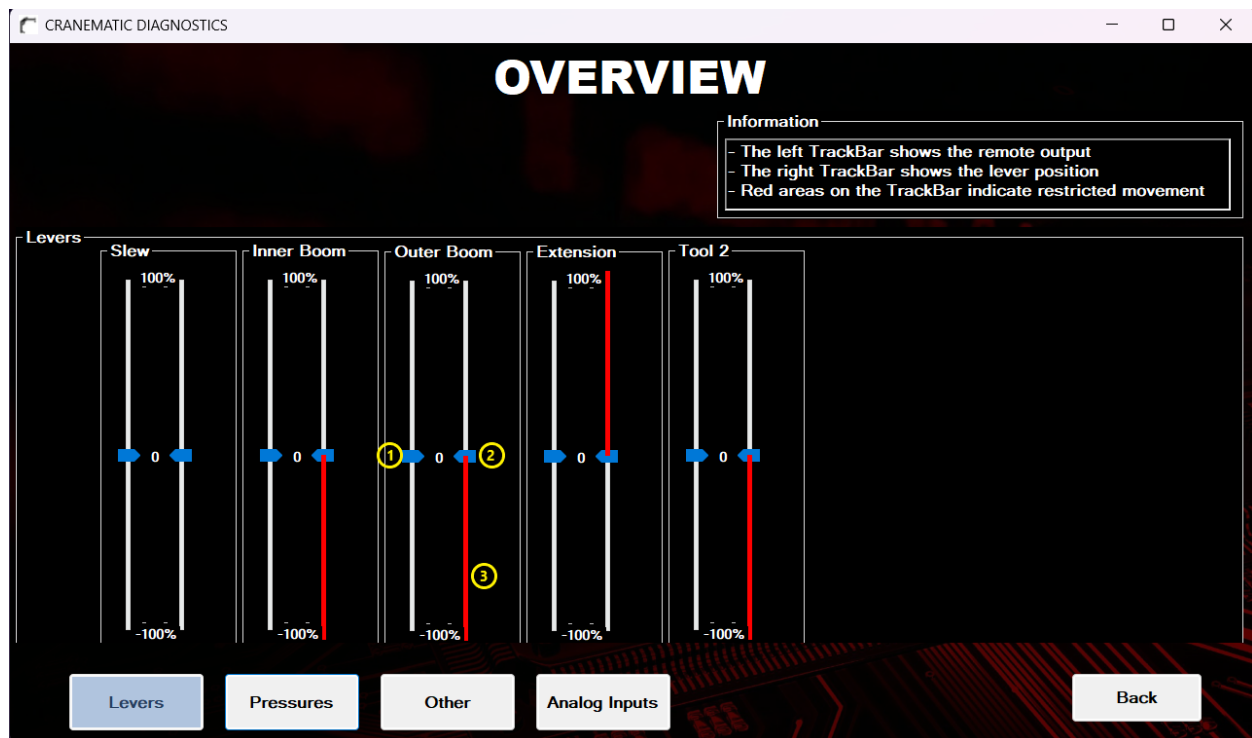 CRANEMATIC DIAGNOSTICS
OVERVIEW
Information
- The left TrackBar shows the remote output
- The right TrackBar shows the lever position
- Red areas on the TrackBar indicate restricted movement
Levers
Slew Inner Boom Outer Boom Extension Tool 2
100% 100% 100% 100% 100%
0 0 1 0 2 0 0
3
-100% -100% -100% -100% -100%
Levers Pressures Other Analog Inputs Back